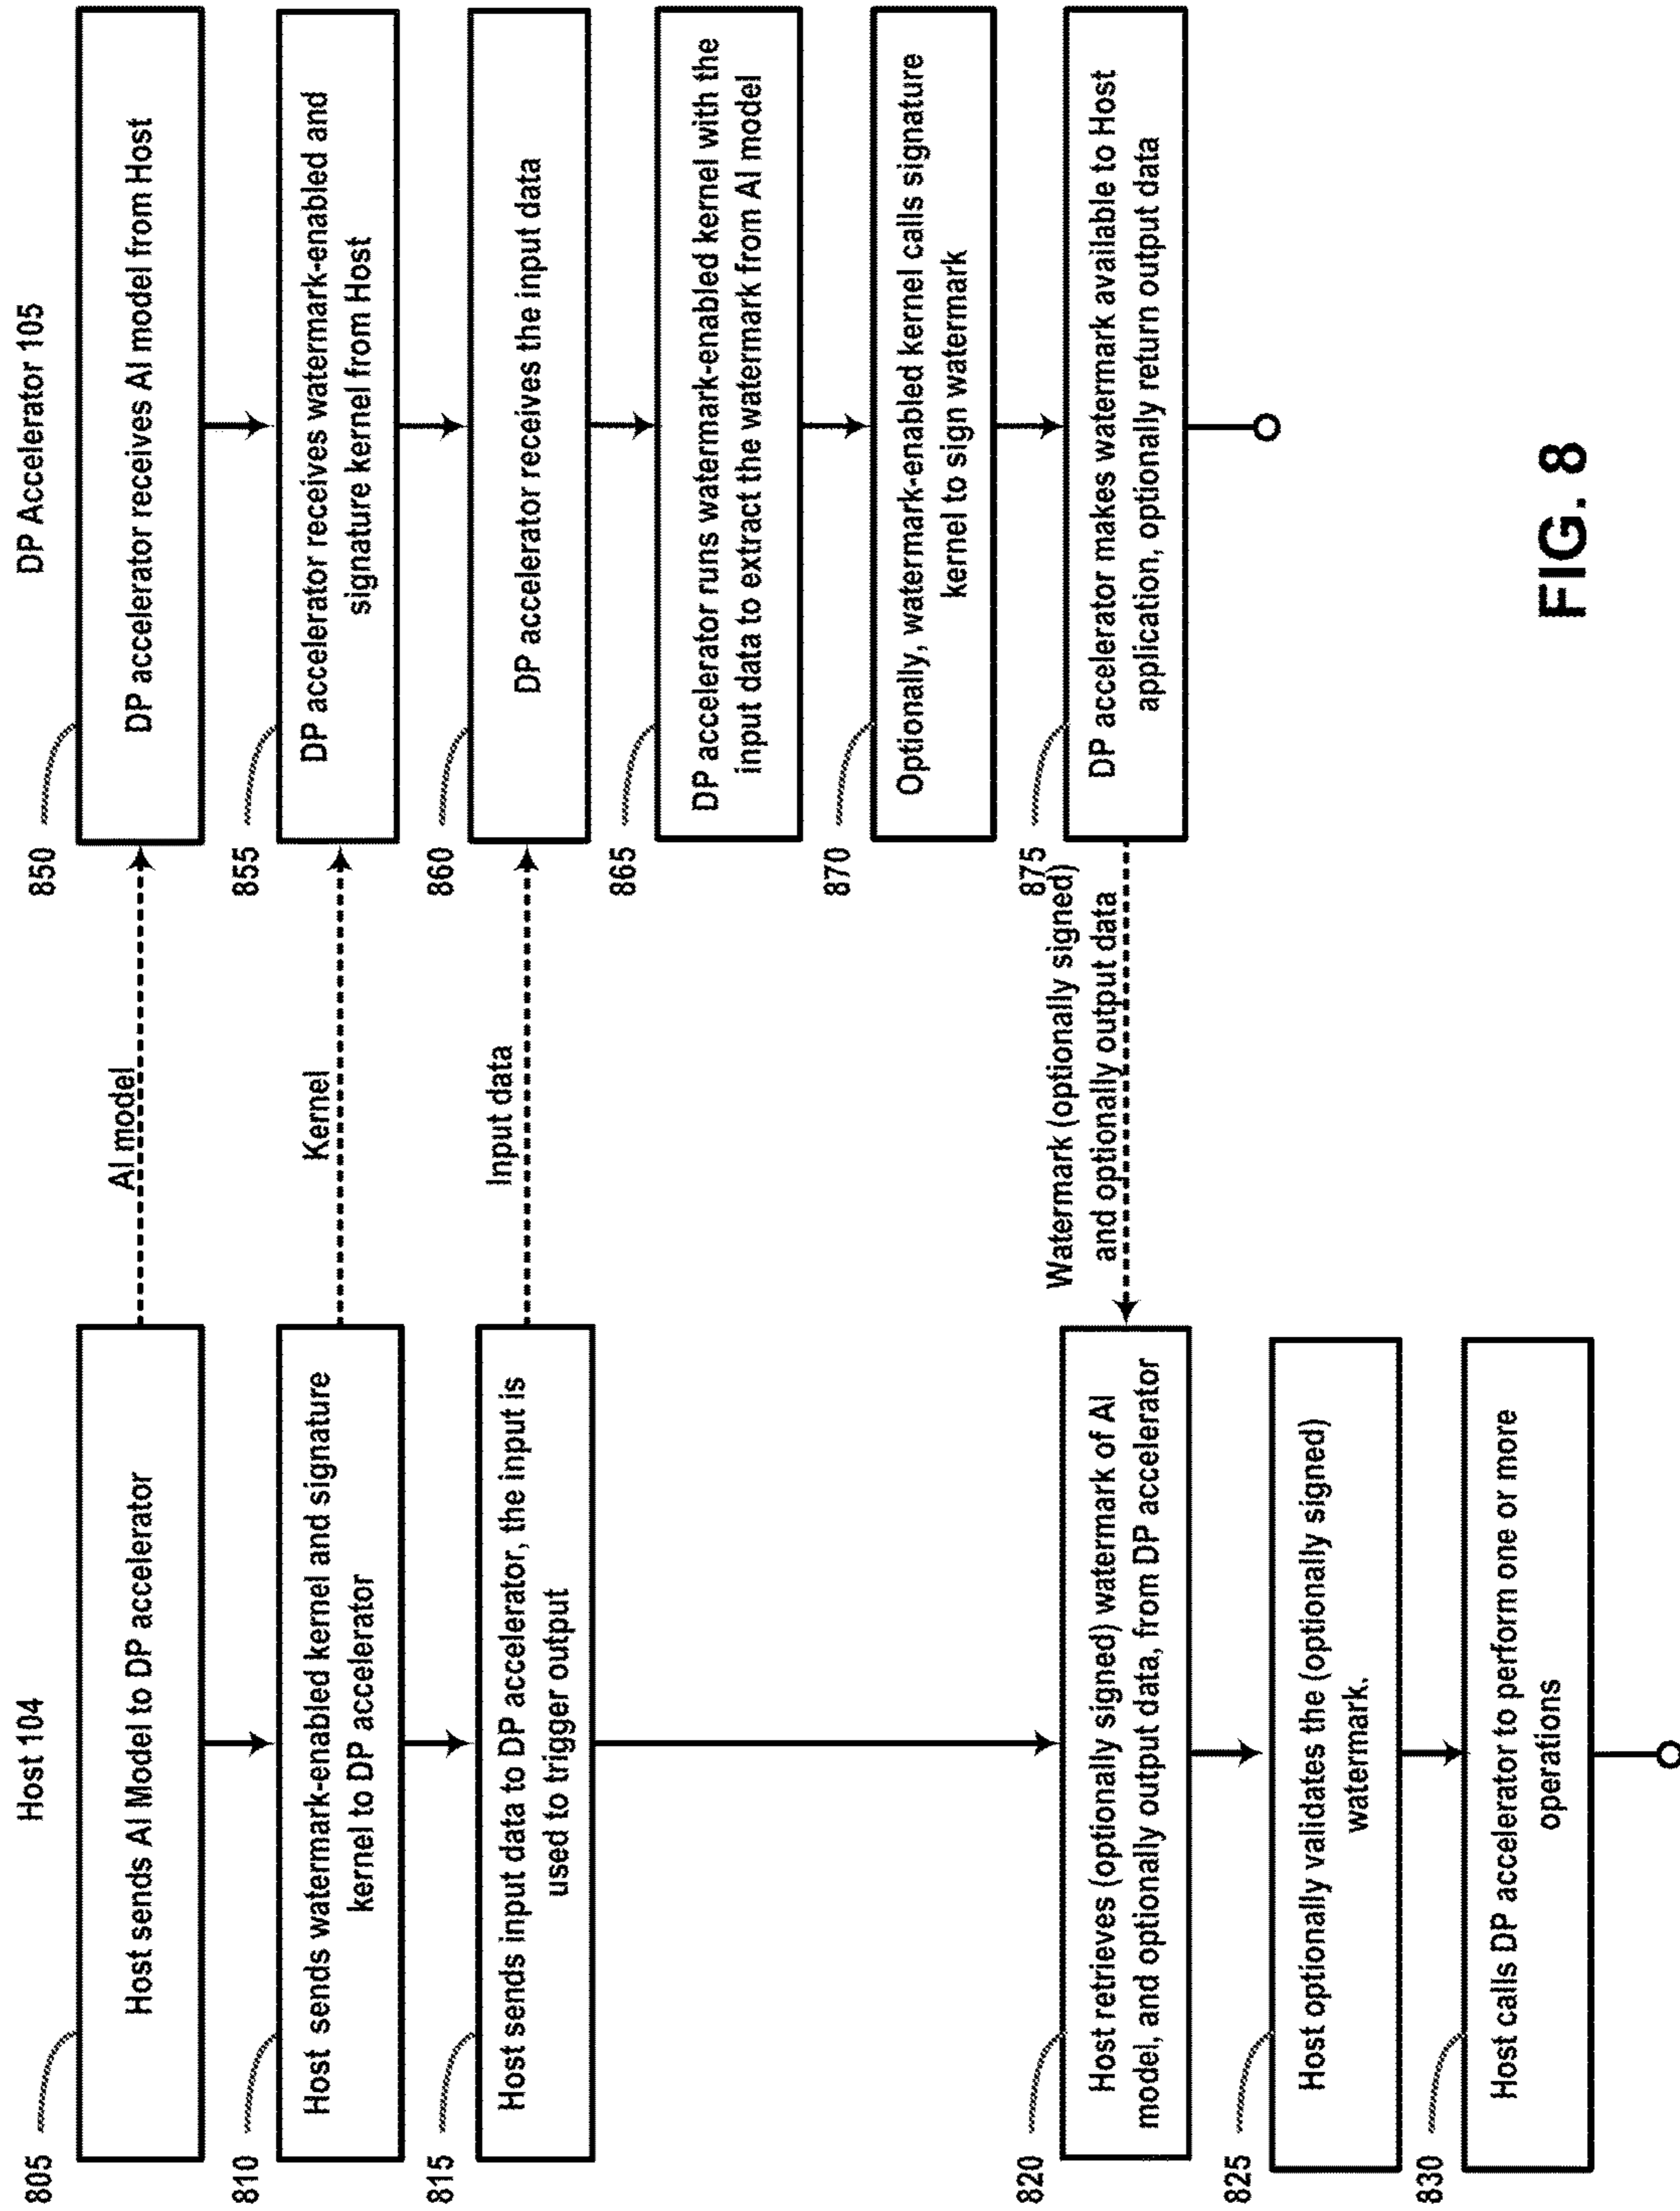 Host 104
DP Accelerator 105
805
Host sends AI Model to DP accelerator
AI model
850
DP accelerator receives AI model from Host
810
Host sends watermark-enabled kernel and signature
kernel to DP accelerator
Kernel
855
DP accelerator receives watermark-enabled and
signature kernel from Host
815
Host sends input data to DP accelerator, the input is
used to trigger output
Input data
860
DP accelerator receives the input data
865
DP accelerator runs watermark-enabled kernel with the
input data to extract the watermark from AI model
870
Optionally, watermark-enabled kernel calls signature
kernel to sign watermark
875
DP accelerator makes watermark available to Host
application, optionally return output data
Watermark (optionally signed)
and optionally output data
820
Host retrieves (optionally signed) watermark of AI
model, and optionally output data, from DP accelerator
825
Host optionally validates the (optionally signed)
watermark.
830
Host calls DP accelerator to perform one or more
operations
FIG. 8